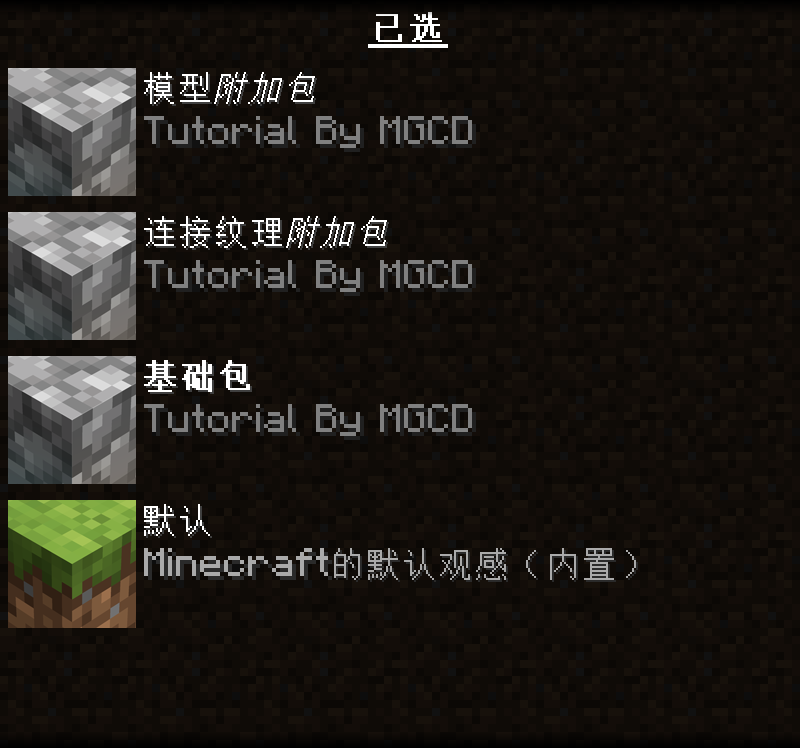 已选
模型附加包
Tutorial By MGCD
连接纹理附加包
Tutorial By MGCD
基础包
Tutorial By MGCD
默认
Minecraft的默认观感（内置）